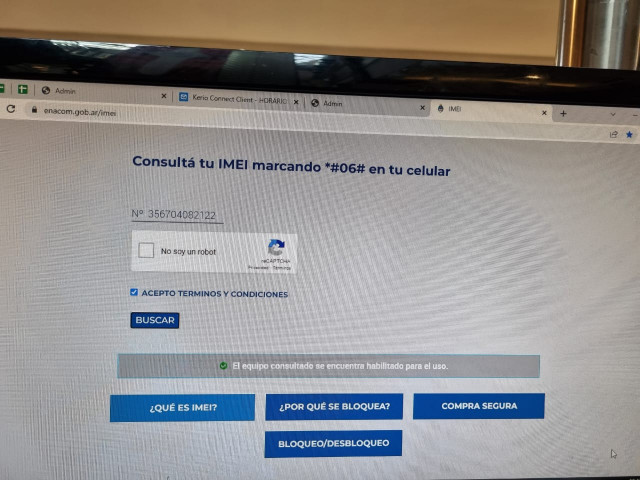 Admin
Kerio Connect Client - HORARIO
Admin
IMEI
enacom.gob.ar/imei
Consultá tu IMEI marcando *#06# en tu celular
Nº 356704082122
No soy un robot
reCAPTCHA
Privacidad - Términos
ACEPTO TERMINOS Y CONDICIONES
BUSCAR
El equipo consultado se encuentra habilitado para el uso.
¿QUÉ ES IMEI?
¿POR QUÉ SE BLOQUEA?
COMPRA SEGURA
BLOQUEO/DESBLOQUEO